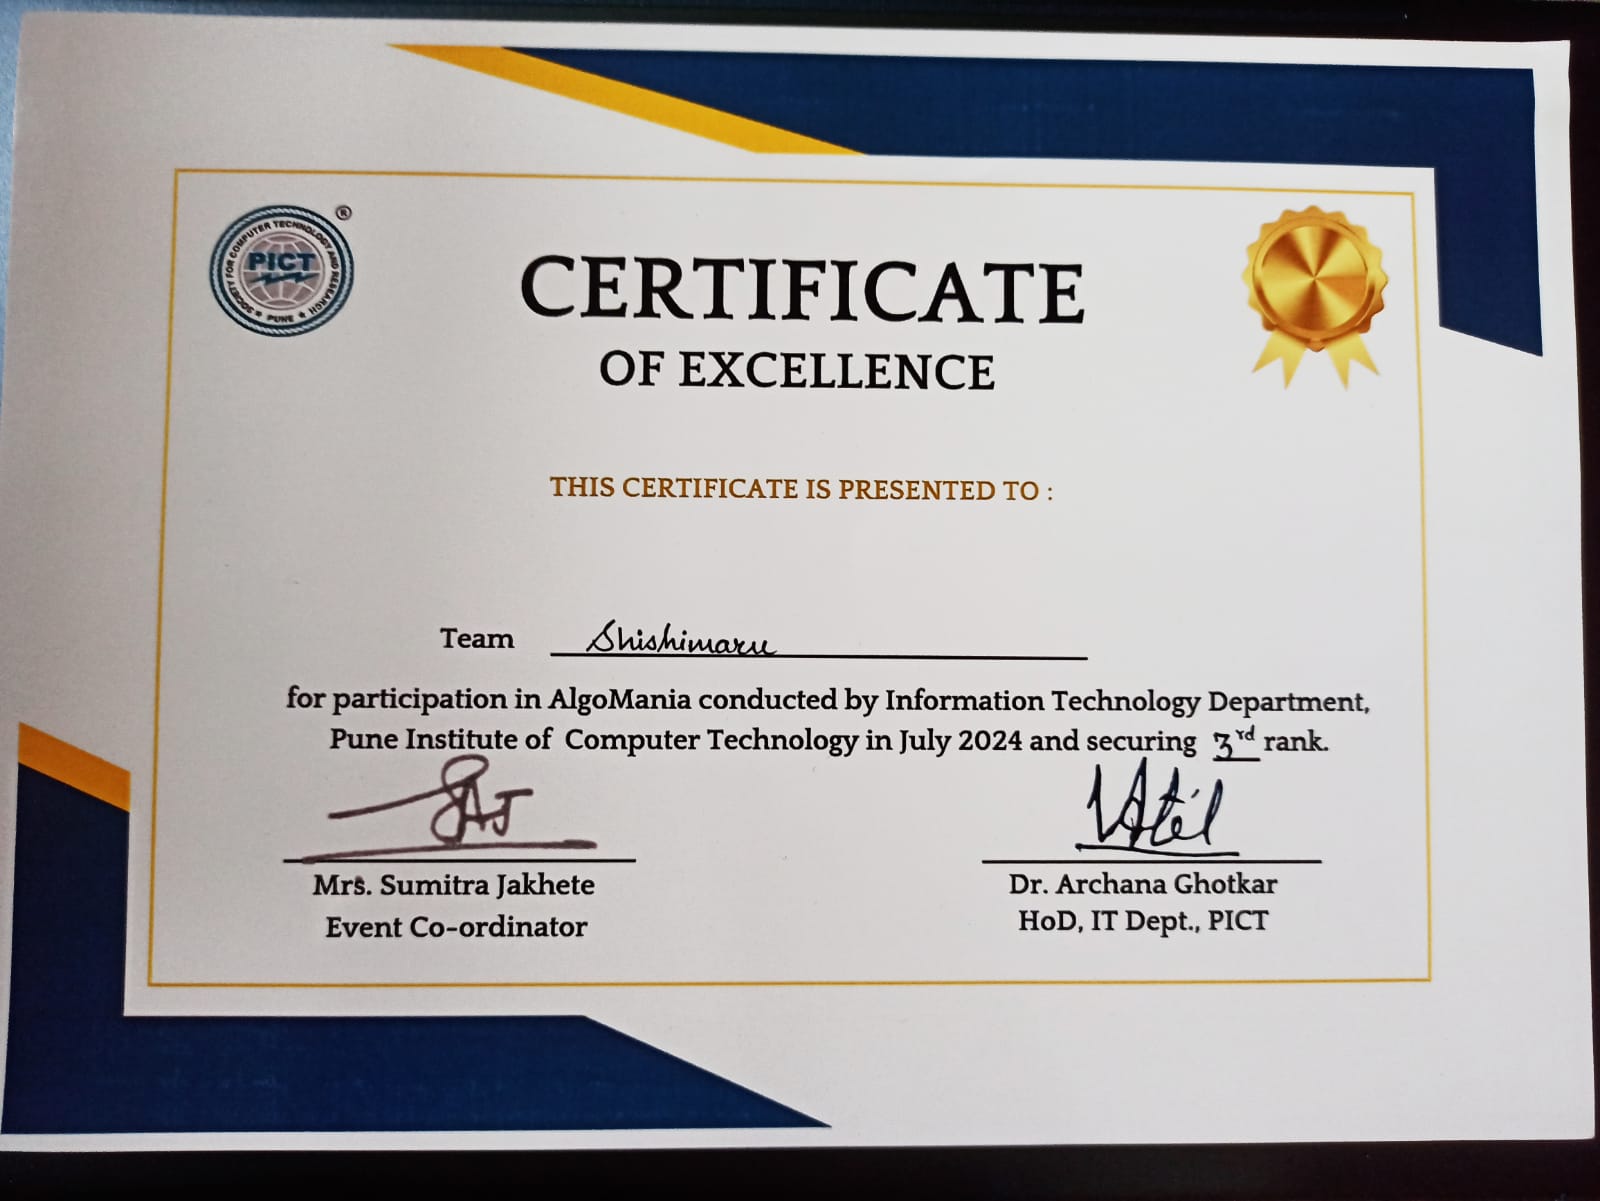 SOCIETY FOR COMPUTER TECHNOLOGY AND RESEARCH
PICT
★ PUNE ★
®
CERTIFICATE
OF EXCELLENCE
THIS CERTIFICATE IS PRESENTED TO :
Team Shishimaru
for participation in AlgoMania conducted by Information Technology Department,
Pune Institute of Computer Technology in July 2024 and securing 3rd rank.
Mrs. Sumitra Jakhete
Event Co-ordinator
Dr. Archana Ghotkar
HoD, IT Dept., PICT